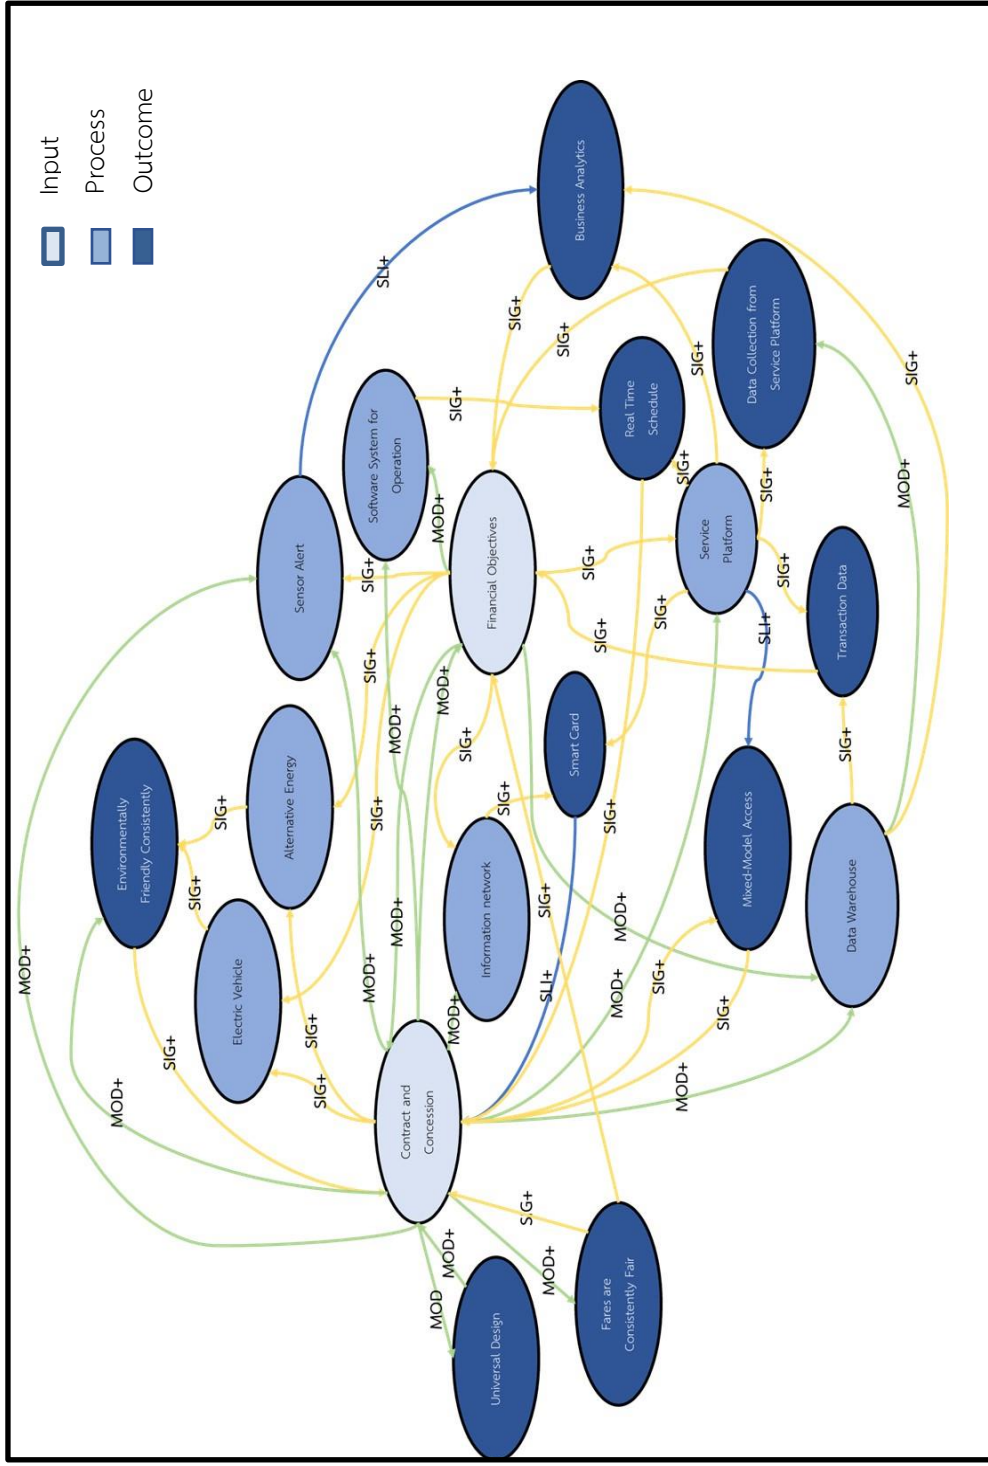 MOD+
Input
Process
Outcome
MOD+
Environmentally
Friendly Consistently
SIG+
SIG+
SIG+
Electric Vehicle
Alternative Energy
Sensor Alert
SIG+
SIG+
MOD+
SIG+
SIG+
SIG+
SLI+
Software System for
Operation
MOD+
MOD+
Contract and
Concession
MOD
MOD+
MOD+
MOD+
MOD+
SIG+
SIG+
Information network
Financial Objectives
Universal Design
SIG+
SIG+
MOD+
SLI+
SIG+
SIG+
Smart Card
Business Analytics
SIG+
SIG+
Fares are
Consistently Fair
SIG+
MOD+
MOD+
Real Time
Schedule
SIG+
SIG+
MOD+
SIG+
SIG+
Service
Platform
SIG+
Mixed-Model Access
Data Collection from
Service Platform
SLI+
SIG+
SIG+
Transaction Data
SIG+
Data Warehouse
MOD+
SIG+